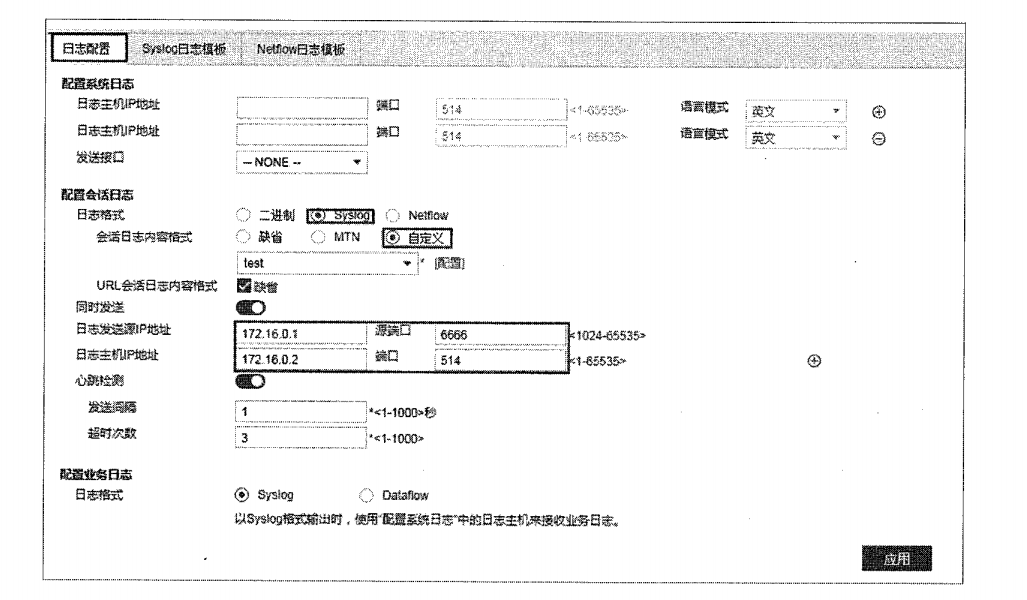 日志配置 Syslog日志模板 Netflow日志模板
配置系统日志
日志主机IP地址 端口 514 <1-65535> 语言模式 英文
日志主机IP地址 端口 514 <1-65535> 语言模式 英文
发送接口 -- NONE --
配置会话日志
日志格式 二进制 Syslog Netflow
会话日志内容格式 缺省 MTN 自定义
test * [配置]
URL会话日志内容格式 缺省
同时发送
日志发送源IP地址 172.16.0.1 源端口 6666 <1024-65535>
日志主机IP地址 172.16.0.2 端口 514 <1-65535>
心跳检测
发送间隔 1 *<1-1000>秒
超时次数 3 *<1-1000>
配置业务日志
日志格式 Syslog Dataflow
以Syslog格式输出时，使用“配置系统日志”中的日志主机来接收业务日志。
应用